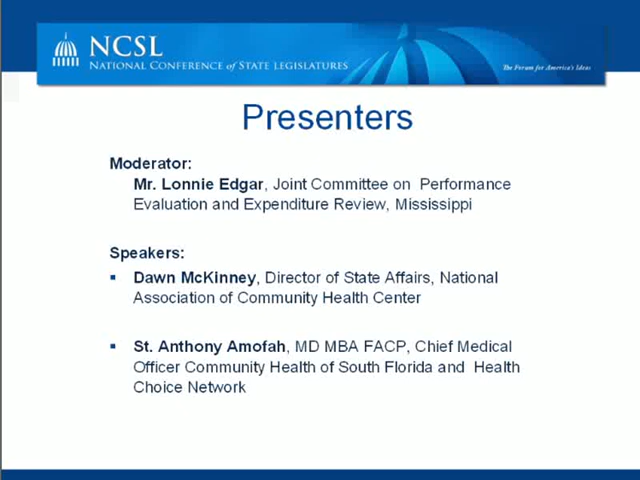 NCSL
NATIONAL CONFERENCE of STATE LEGISLATURES
The Forum for America's Ideas
Presenters
Moderator:
Mr. Lonnie Edgar, Joint Committee on Performance
Evaluation and Expenditure Review, Mississippi
Speakers:
▪ Dawn McKinney, Director of State Affairs, National
Association of Community Health Center
▪ St. Anthony Amofah, MD MBA FACP, Chief Medical
Officer Community Health of South Florida and Health
Choice Network